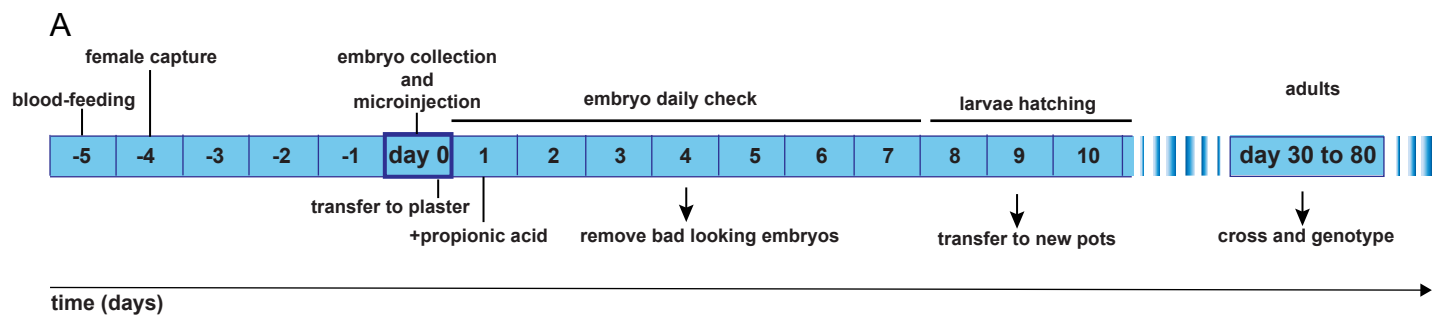 A
female capture
embryo collection
and
microinjection
blood-feeding
embryo daily check
larvae hatching
adults
-5 -4 -3 -2 -1 day 0 1 2 3 4 5 6 7 8 9 10 day 30 to 80
transfer to plaster
+propionic acid
remove bad looking embryos
transfer to new pots
cross and genotype
time (days)